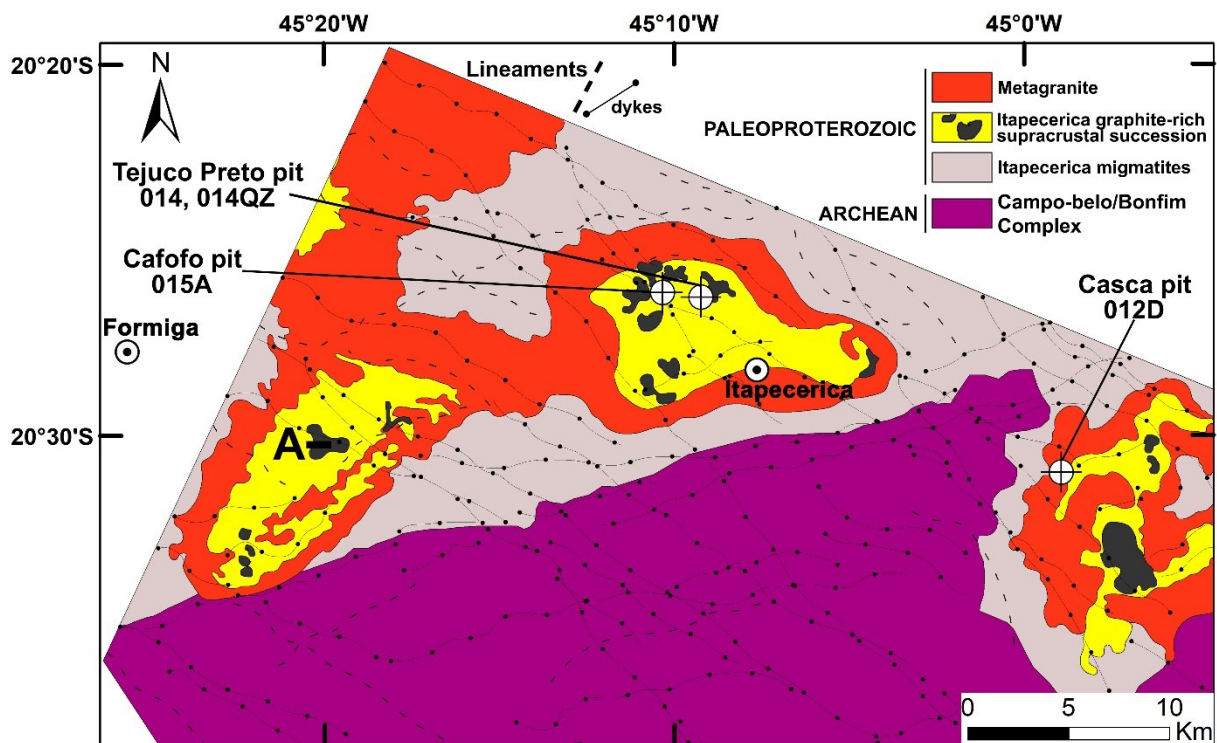 45°20'W
45°10'W
45°0'W
20°20'S
N
Lineaments
dykes
Metagranite
PALEOPROTEROZOIC
Itapecerica graphite-rich
supracrustal succession
Itapecerica migmatites
ARCHEAN
Campo-belo/Bonfim
Complex
Tejuco Preto pit
014, 014QZ
Cafofo pit
015A
Casca pit
012D
Formiga
Itapecerica
20°30'S
A
0
5
10
Km